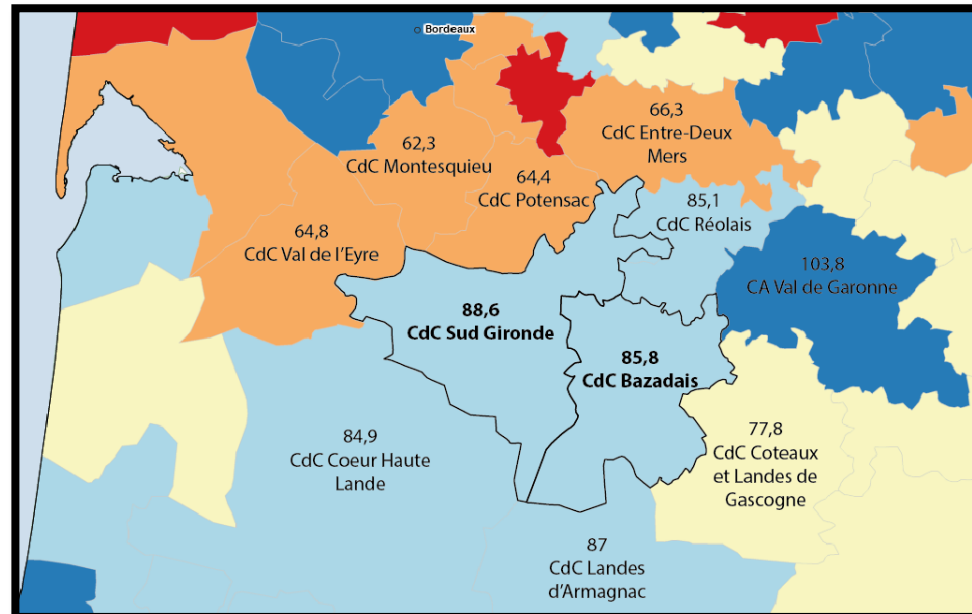 Bordeaux
66,3
CdC Entre-Deux
Mers
62,3
CdC Montesquieu
64,4
CdC Potensac
85,1
CdC Réolais
64,8
CdC Val de l'Eyre
103,8
CA Val de Garonne
88,6
CdC Sud Gironde
85,8
CdC Bazadais
84,9
CdC Coeur Haute
Lande
77,8
CdC Coteaux
et Landes de
Gascogne
87
CdC Landes
d'Armagnac